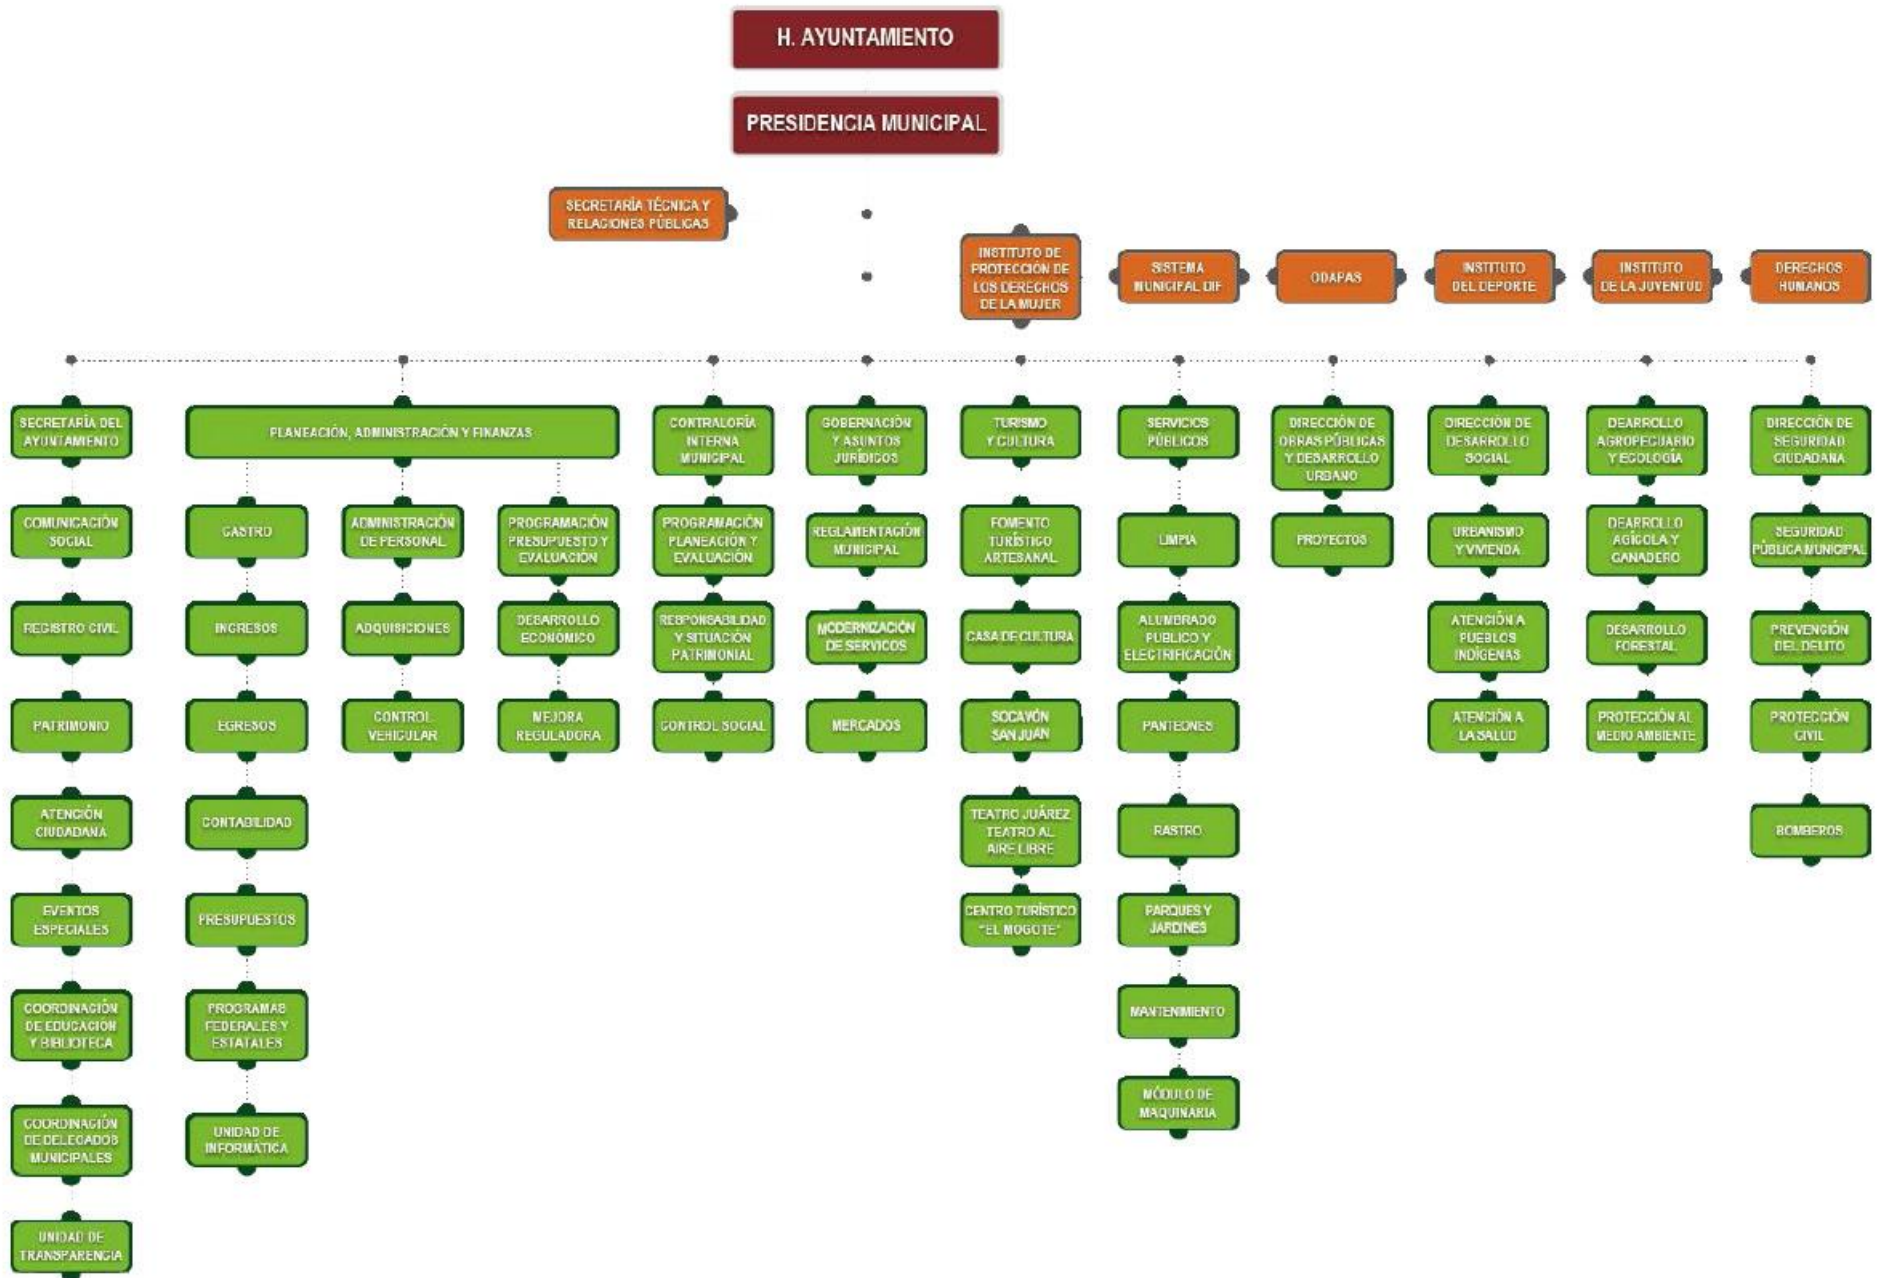 H. AYUNTAMIENTO
PRESIDENCIA MUNICIPAL
SECRETARÍA TÉCNICA Y
RELACIONES PÚBLICAS
INSTITUTO DE
PROTECCIÓN DE
LOS DERECHOS
DE LA MUJER
SISTEMA
MUNICIPAL DIF
ODAPAS
INSTITUTO
DEL DEPORTE
INSTITUTO
DE LA JUVENTUD
DERECHOS
HUMANOS
SECRETARÍA DEL
AYUNTAMIENTO
COMUNICACIÓN
SOCIAL
REGISTRO CIVIL
PATRIMONIO
ATENCIÓN
CIUDADANA
EVENTOS
ESPECIALES
COORDINACIÓN
DE EDUCACIÓN
Y BIBLIOTECA
COORDINACIÓN
DE DELEGADOS
MUNICIPALES
UNIDAD DE
TRANSPARENCIA
PLANEACIÓN, ADMINISTRACIÓN Y FINANZAS
CASTRO
INGRESOS
EGRESOS
CONTABILIDAD
PRESUPUESTOS
PROGRAMAS
FEDERALES Y
ESTATALES
UNIDAD DE
INFORMÁTICA
ADMINISTRACIÓN
DE PERSONAL
ADQUISICIONES
CONTROL
VEHICULAR
PROGRAMACIÓN
PRESUPUESTO Y
EVALUACIÓN
DESARROLLO
ECONÓMICO
MEJORA
REGULADORA
CONTRALORÍA
INTERNA
MUNICIPAL
PROGRAMACIÓN
PLANEACIÓN Y
EVALUACIÓN
RESPONSABILIDAD
Y SITUACIÓN
PATRIMONIAL
CONTROL SOCIAL
GOBERNACIÓN
Y ASUNTOS
JURÍDICOS
REGLAMENTACIÓN
MUNICIPAL
MODERNIZACIÓN
DE SERVICOS
MERCADOS
TURISMO
Y CULTURA
FOMENTO
TURÍSTICO
ARTESANAL
CASA DE CULTURA
SOCAVÓN
SAN JUAN
TEATRO JUÁREZ
TEATRO AL
AIRE LIBRE
CENTRO TURÍSTICO
"EL MOGOTE"
SERVICIOS
PÚBLICOS
LIMPIA
ALUMBRADO
PUBLICO Y
ELECTRIFICACIÓN
PANTEONES
RASTRO
PARQUES Y
JARDINES
MANTENIMIENTO
MÓDULO DE
MAQUINARIA
DIRECCIÓN DE
OBRAS PÚBLICAS
Y DESARROLLO
URBANO
PROYECTOS
DIRECCIÓN DE
DESARROLLO
SOCIAL
URBANISMO
Y VIVIENDA
ATENCIÓN A
PUEBLOS
INDÍGENAS
ATENCIÓN A
LA SALUD
DEARROLLO
AGROPECUARIO
Y ECOLOGÍA
DEARROLLO
AGÍCOLA Y
GANADERO
DESARROLLO
FORESTAL
PROTECCIÓN AL
MEDIO AMBIENTE
DIRECCIÓN DE
SEGURIDAD
CIUDADANA
SEGURIDAD
PÚBLICA MUNICIPAL
PREVENCIÓN
DEL DELITO
PROTECCIÓN
CIVIL
BOMBEROS